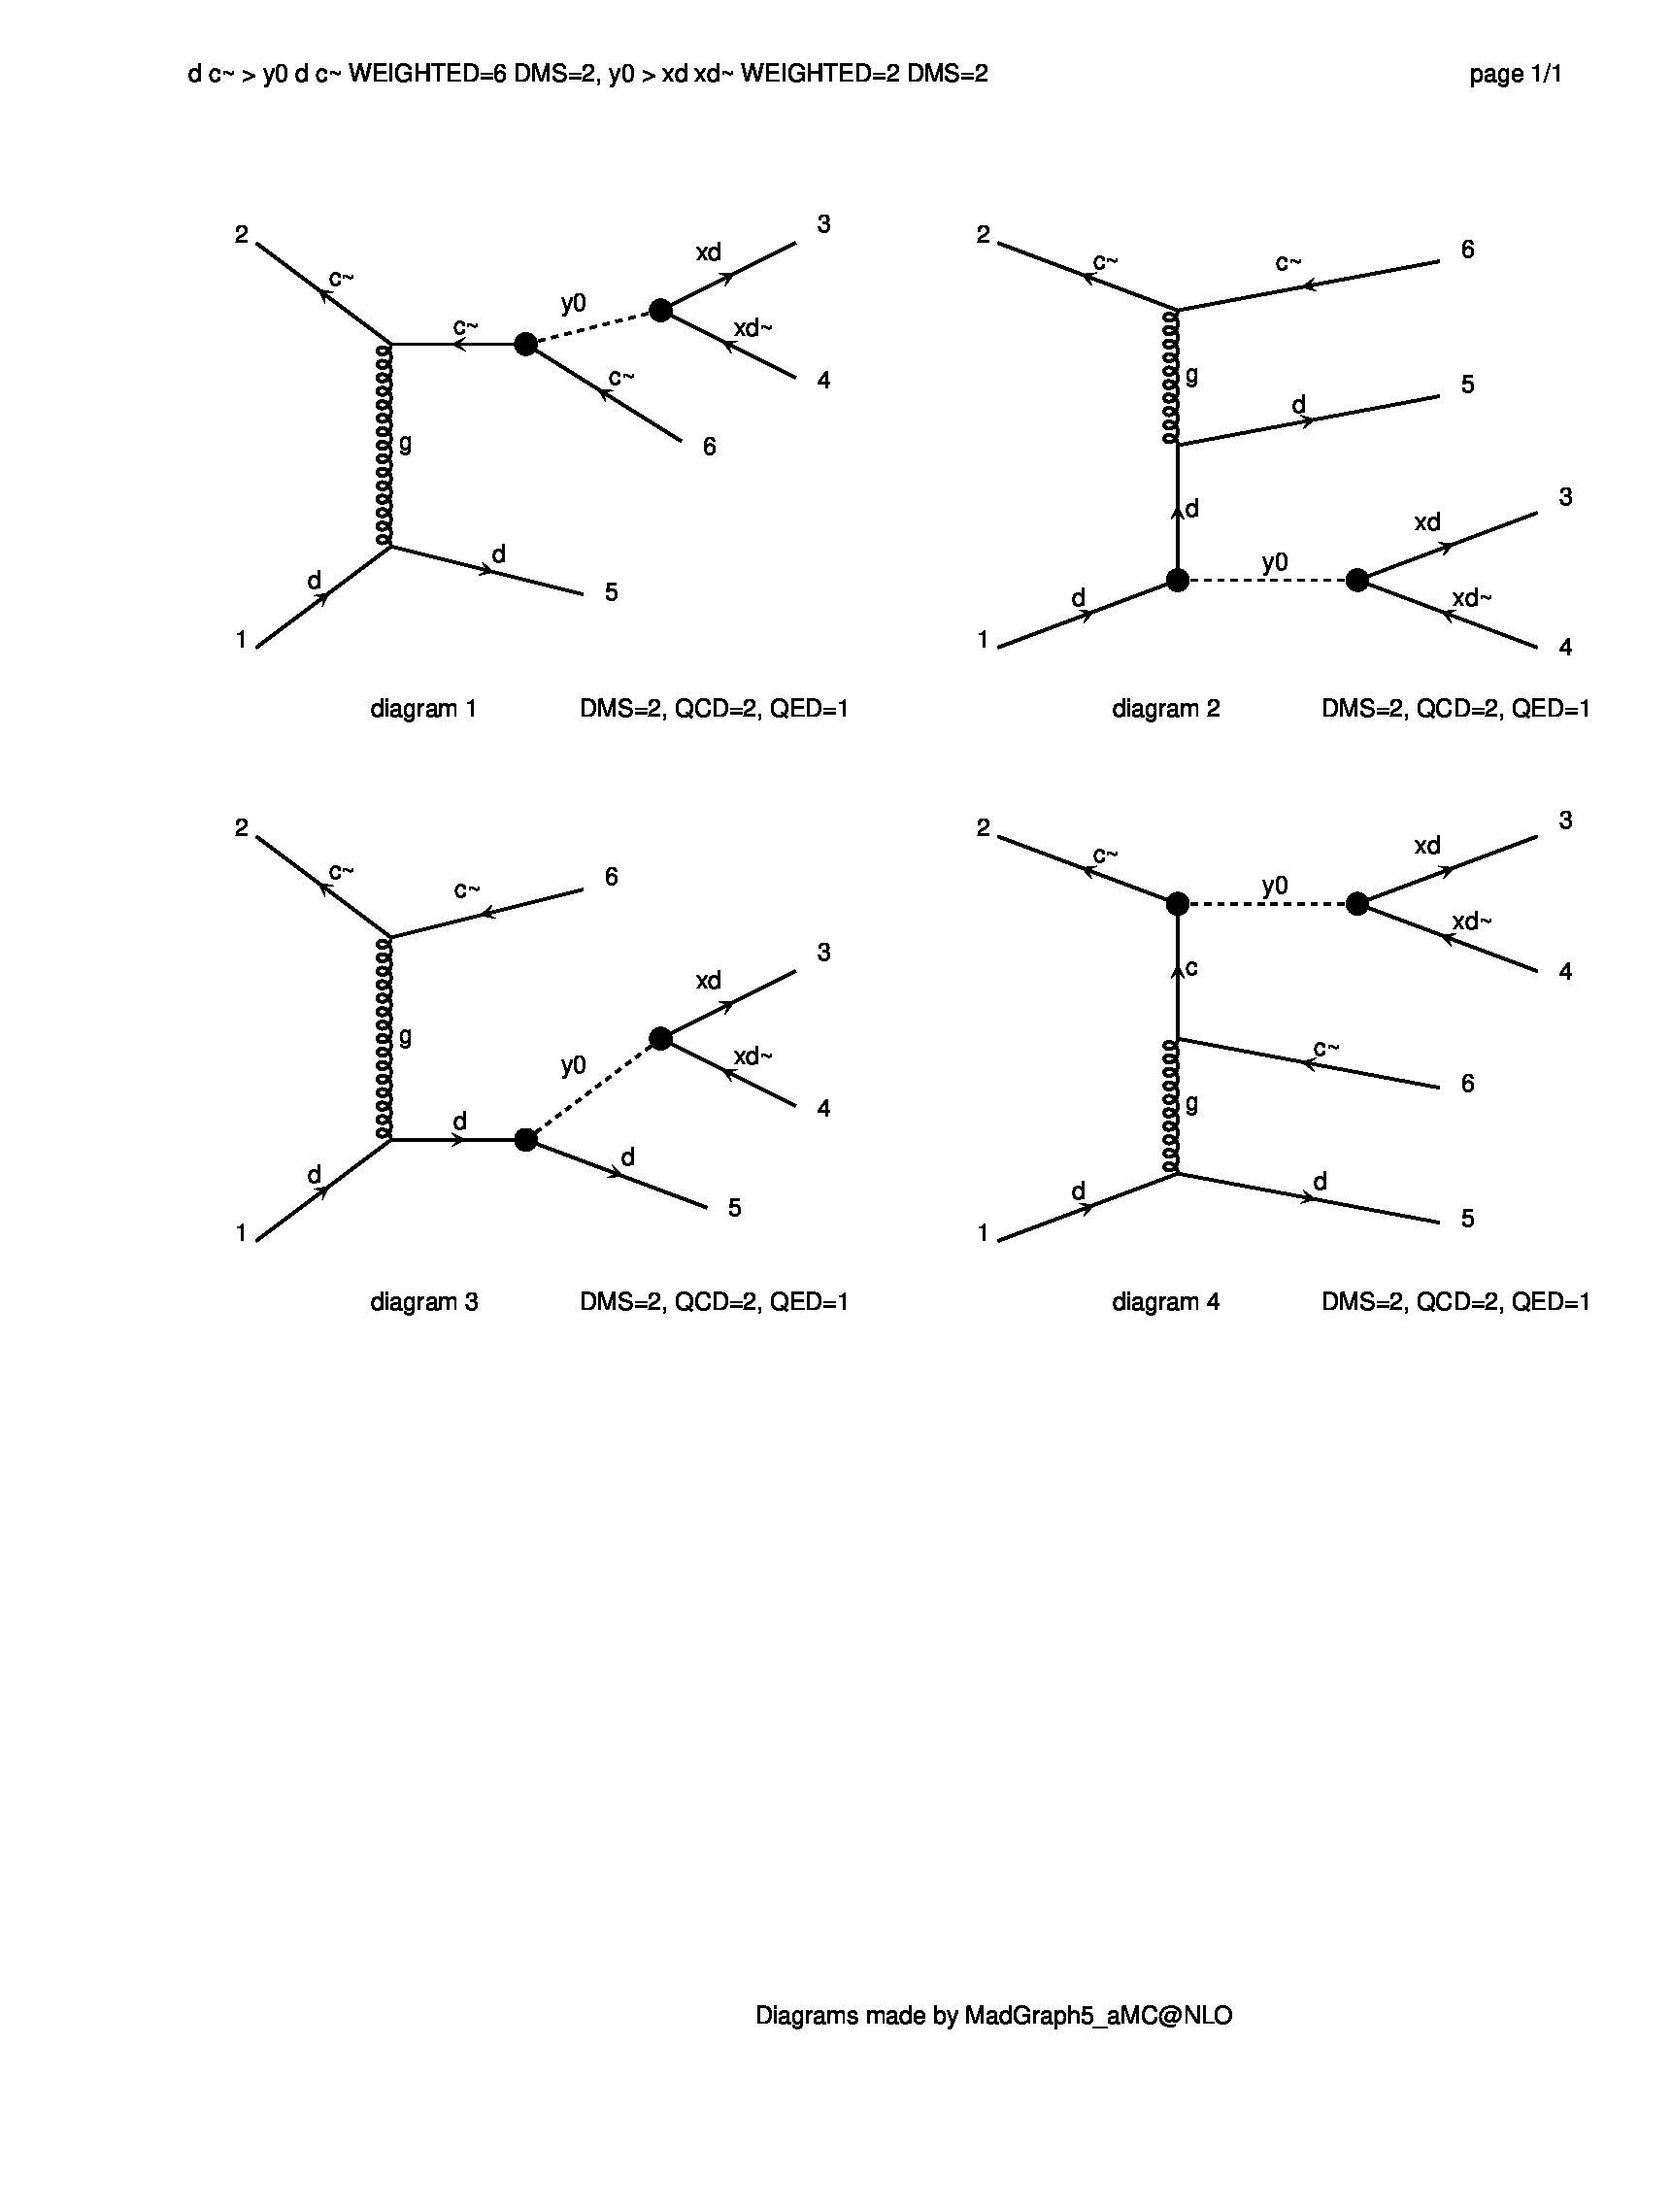 d c~ > y0 d c~ WEIGHTED=6 DMS=2, y0 > xd xd~ WEIGHTED=2 DMS=2 page 1/1
2
c~
c~
y0
xd
3
xd~
4
c~
6
g
d
d
5
1
diagram 1 DMS=2, QCD=2, QED=1
2
c~
c~
6
g
d
5
d
3
xd
y0
xd~
d
1
4
diagram 2 DMS=2, QCD=2, QED=1
2
c~
c~
6
g
3
xd
y0
xd~
4
d
d
d
5
1
diagram 3 DMS=2, QCD=2, QED=1
2
c~
y0
xd
3
xd~
4
c
c~
6
g
d
d
5
1
diagram 4 DMS=2, QCD=2, QED=1
Diagrams made by MadGraph5_aMC@NLO